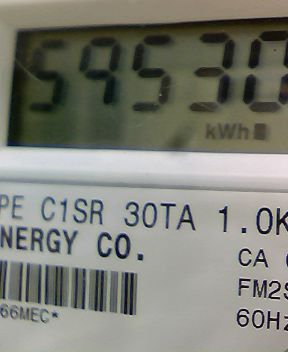 59530
kWh
PE C1SR 30TA 1.0K
NERGY CO.
CA
FM2S
60Hz
66MEC*